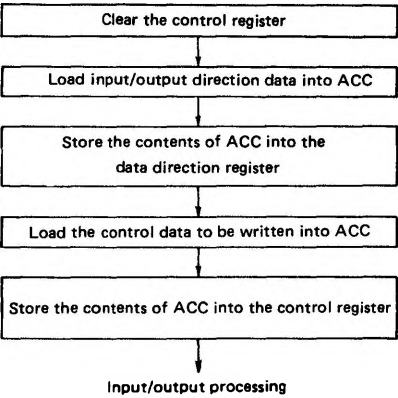 Clear the control register
Load input/output direction data into ACC
Store the contents of ACC into the
data direction register
Load the control data to be written into ACC
Store the contents of ACC into the control register
Input/output processing